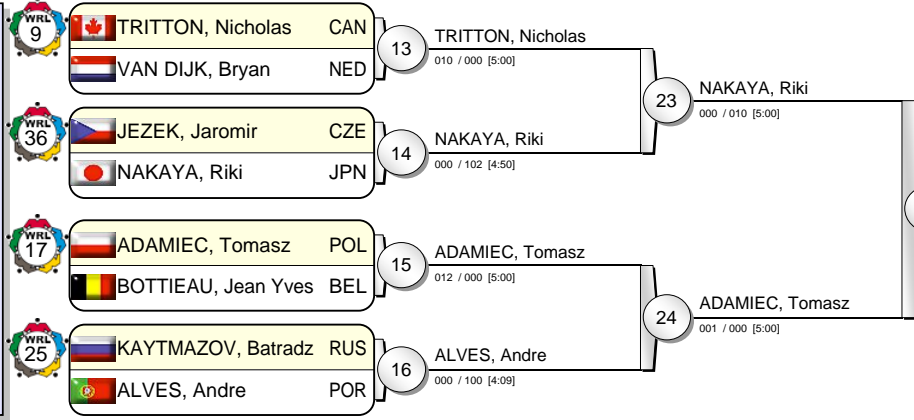 WRL
9
TRITTON, Nicholas CAN
VAN DIJK, Bryan NED
13
TRITTON, Nicholas
010 / 000 [5:00]
WRL
36
JEZEK, Jaromir CZE
NAKAYA, Riki JPN
14
NAKAYA, Riki
000 / 102 [4:50]
23
NAKAYA, Riki
000 / 010 [5:00]
WRL
17
ADAMIEC, Tomasz POL
BOTTIEAU, Jean Yves BEL
15
ADAMIEC, Tomasz
012 / 000 [5:00]
WRL
25
KAYTMAZOV, Batradz RUS
ALVES, Andre POR
16
ALVES, Andre
000 / 100 [4:09]
24
ADAMIEC, Tomasz
001 / 000 [5:00]